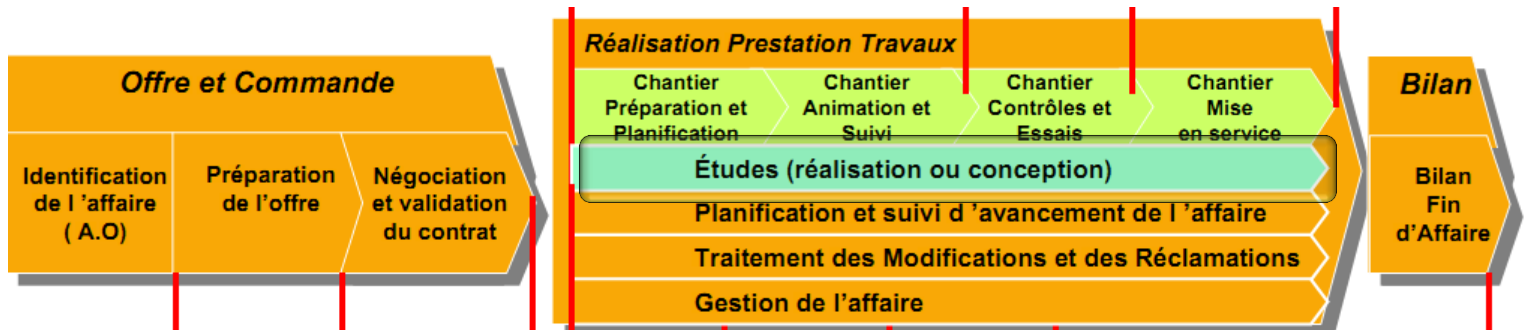 Offre et Commande
Identification
de l 'affaire
( A.O)
Préparation
de l'offre
Négociation
et validation
du contrat
Réalisation Prestation Travaux
Chantier
Préparation et
Planification
Chantier
Animation et
Suivi
Chantier
Contrôles et
Essais
Chantier
Mise
en service
Études (réalisation ou conception)
Planification et suivi d 'avancement de l 'affaire
Traitement des Modifications et des Réclamations
Gestion de l'affaire
Bilan
Bilan
Fin
d'Affaire